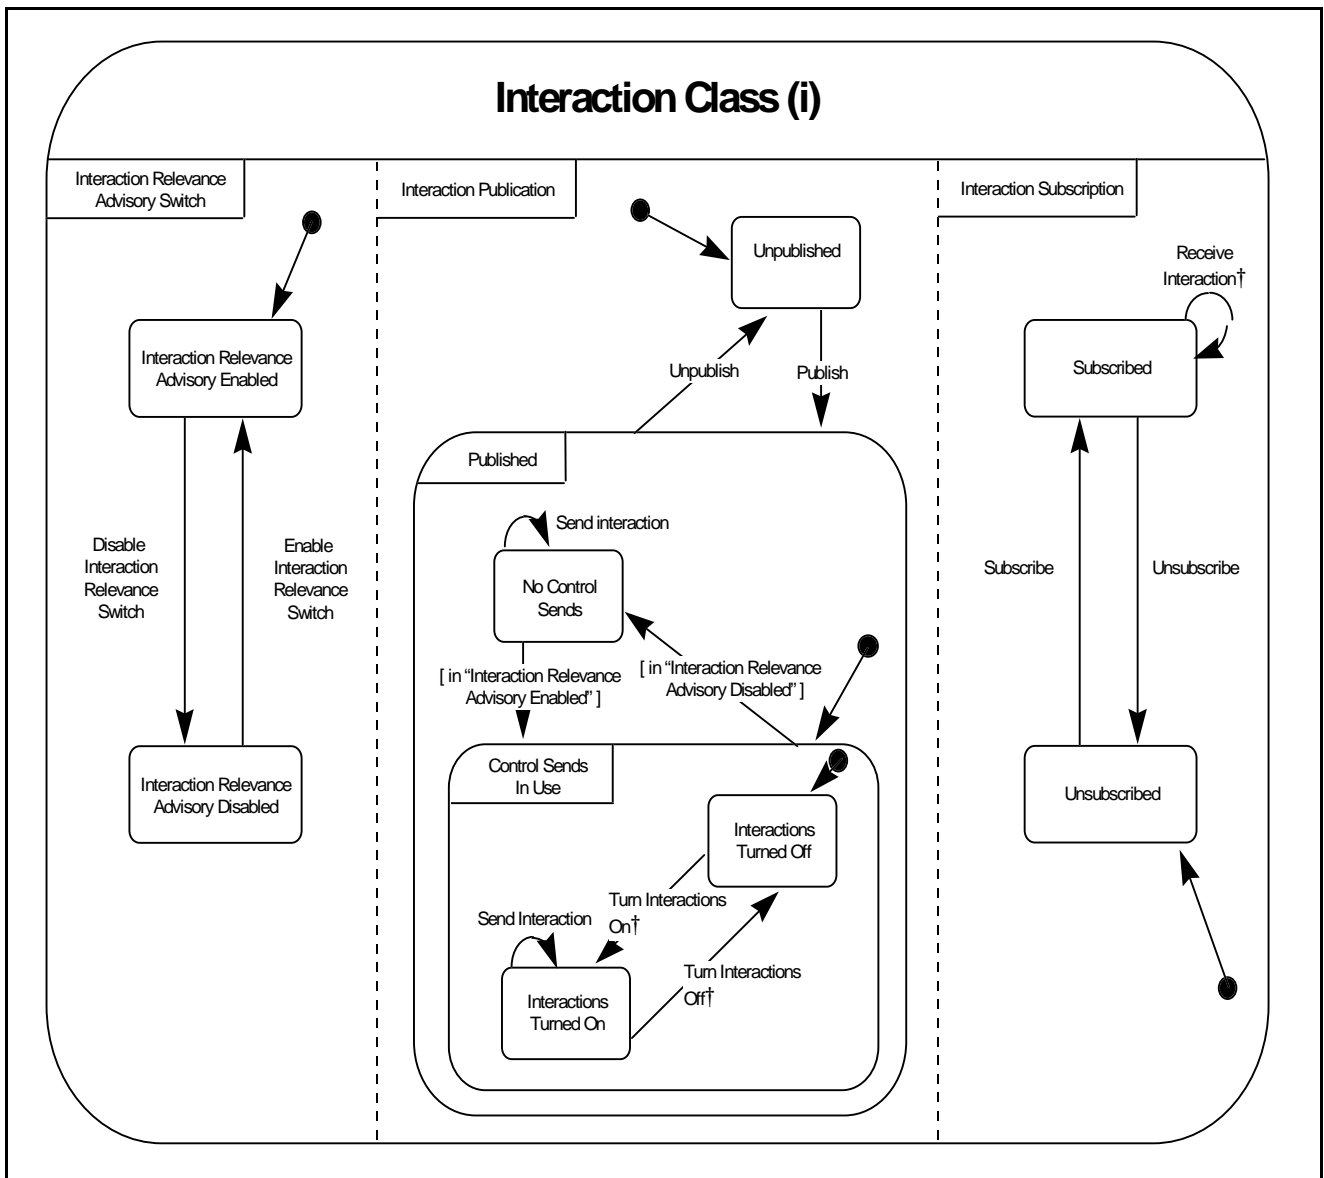 Interaction Class (i)
Interaction Relevance
Advisory Switch
Interaction Publication
Interaction Subscription
Unpublished
Receive
Interaction†
Interaction Relevance
Advisory Enabled
Unpublish
Publish
Subscribed
Published
Send interaction
Disable
Interaction
Relevance
Switch
Enable
Interaction
Relevance
Switch
No Control
Sends
Subscribe
Unsubscribe
[ in “Interaction Relevance
Advisory Enabled” ]
[ in “Interaction Relevance
Advisory Disabled” ]
Control Sends
In Use
Interaction Relevance
Advisory Disabled
Unsubscribed
Interactions
Turned Off
Turn Interactions
On†
Send Interaction
Turn Interactions
Off†
Interactions
Turned On